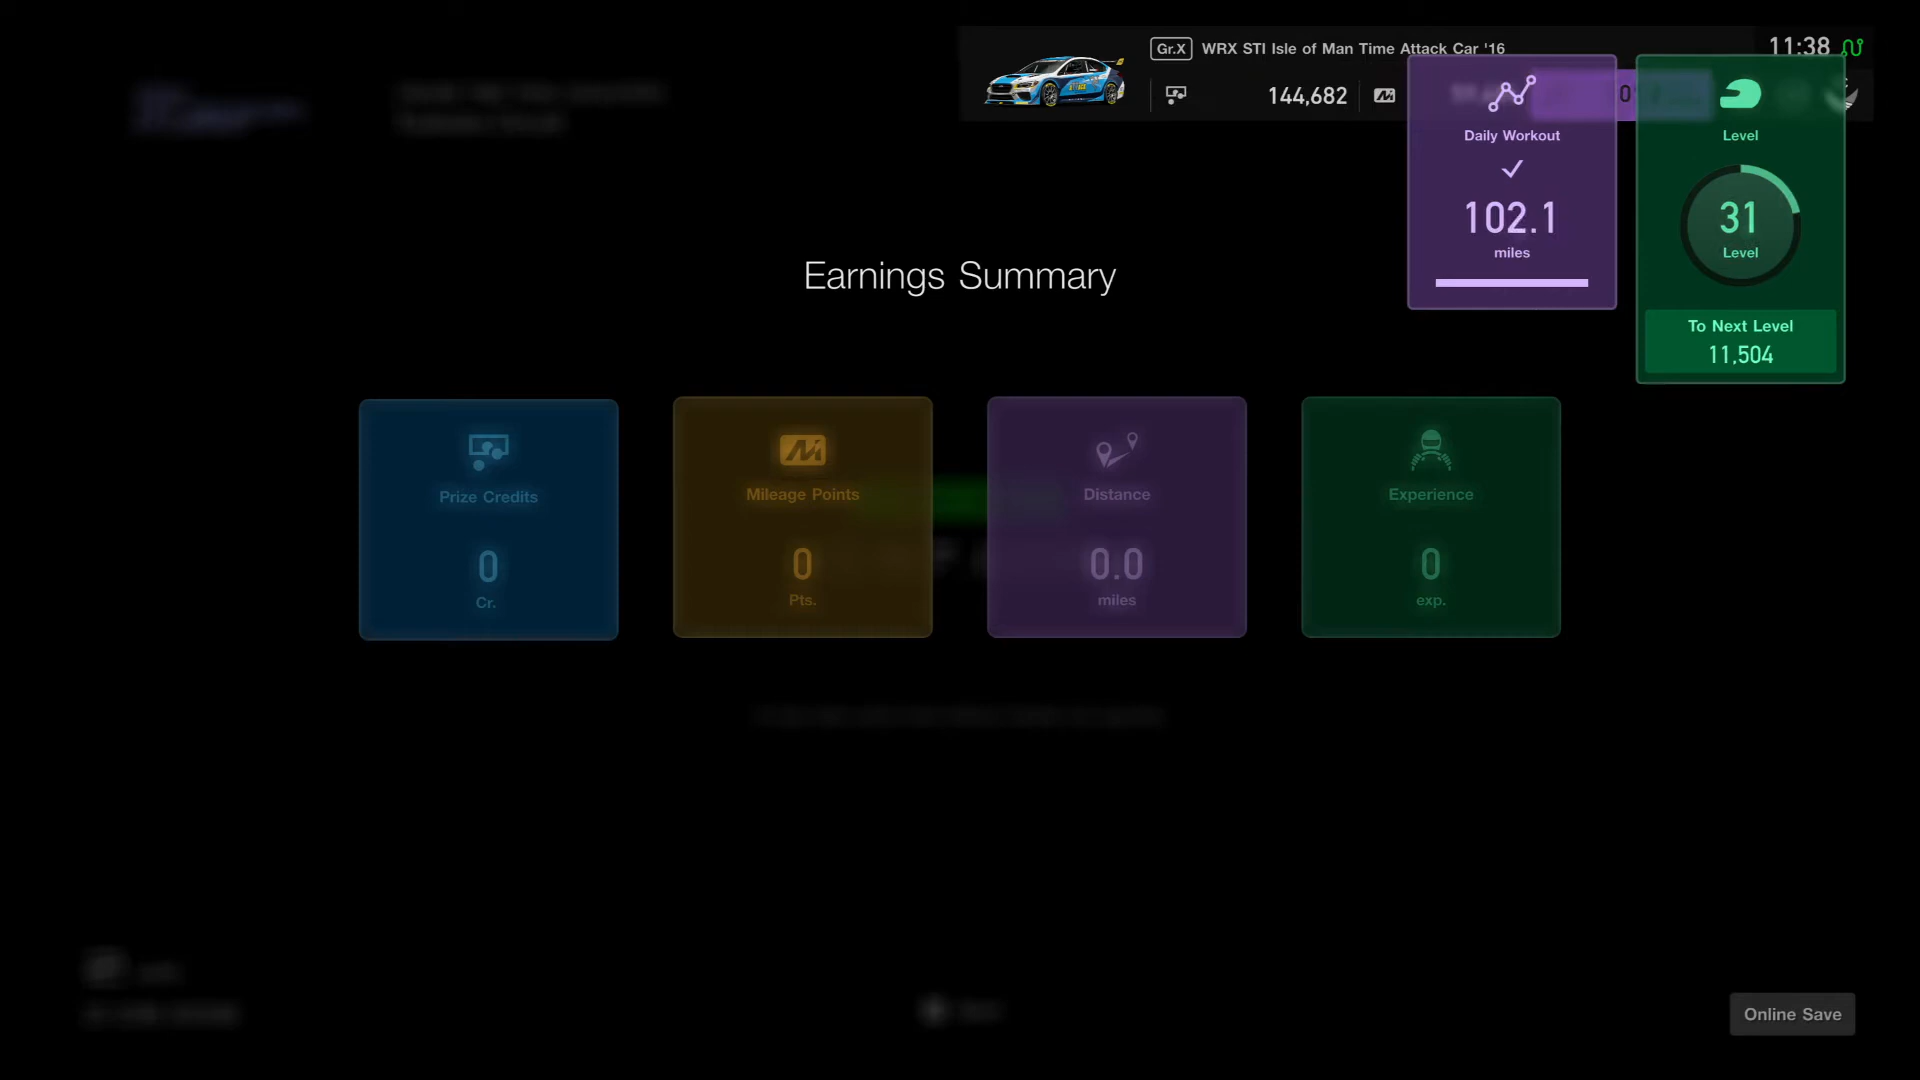 Gr.X WRX STI Isle of Man Time Attack Car '16
11:38
144,682
Daily Workout
102.1
miles
Level
31
Level
To Next Level
11,504
Earnings Summary
Prize Credits
0
Cr.
Mileage Points
0
Pts.
Distance
0.0
miles
Experience
0
exp.
Online Save